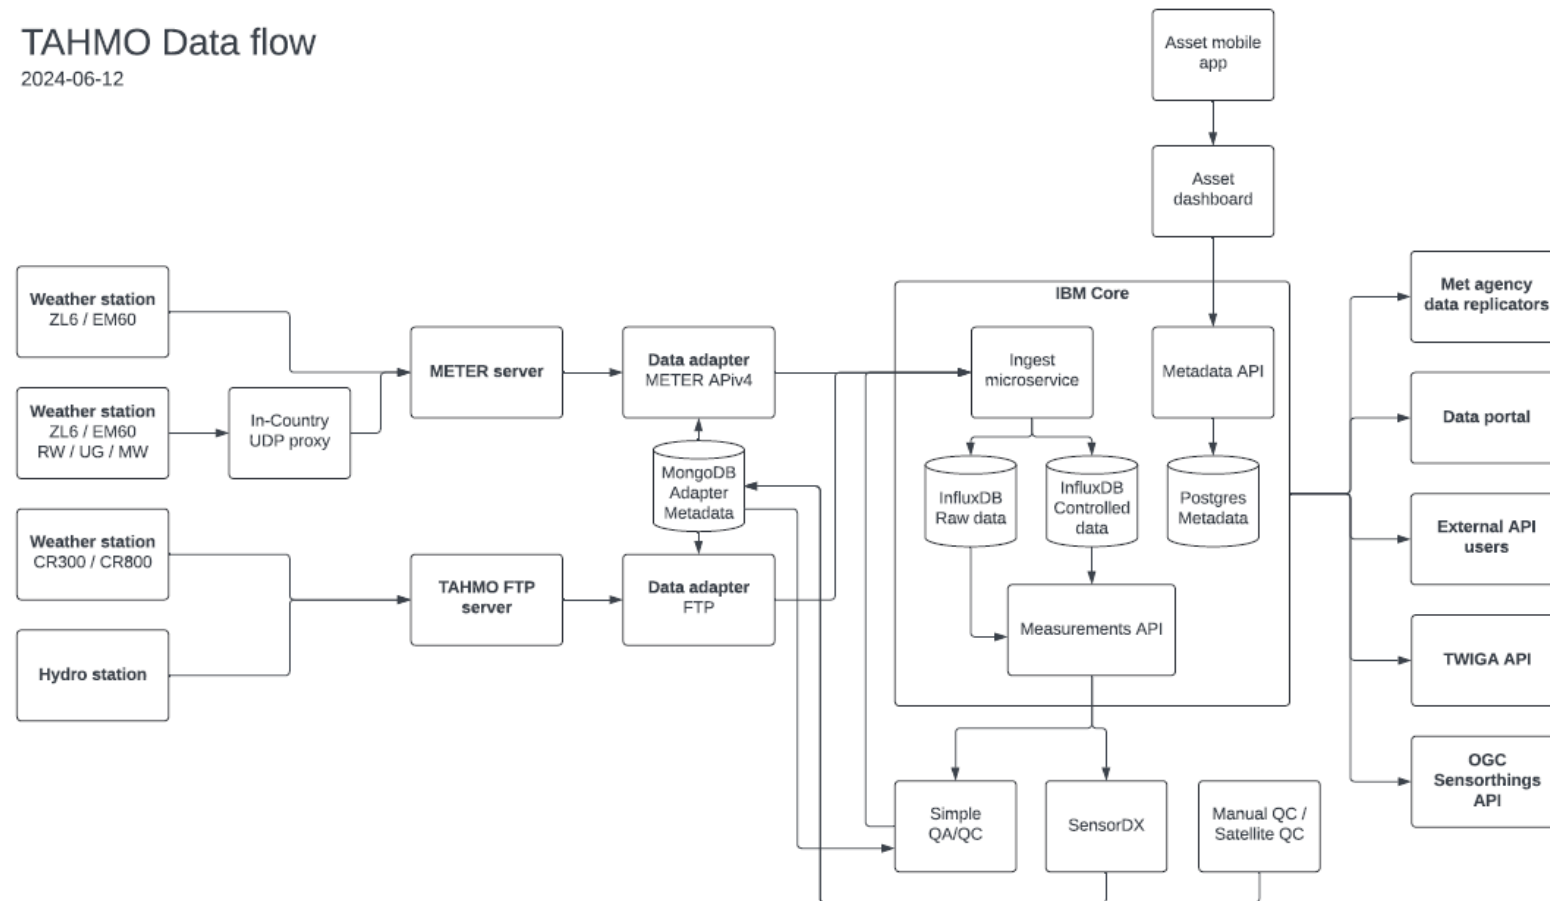 TAHMO Data flow
2024-06-12
Asset mobile
app
Asset
dashboard
Weather station
ZL6 / EM60
Weather station
ZL6 / EM60
RW / UG / MW
In-Country
UDP proxy
METER server
Data adapter
METER APiv4
MongoDB
Adapter
Metadata
Weather station
CR300 / CR800
Hydro station
TAHMO FTP
server
Data adapter
FTP
IBM Core
Ingest
microservice
Metadata API
InfluxDB
Raw data
InfluxDB
Controlled
data
Postgres
Metadata
Measurements API
Simple
QA/QC
SensorDX
Manual QC /
Satellite QC
Met agency
data replicators
Data portal
External API
users
TWIGA API
OGC
Sensorthings
API